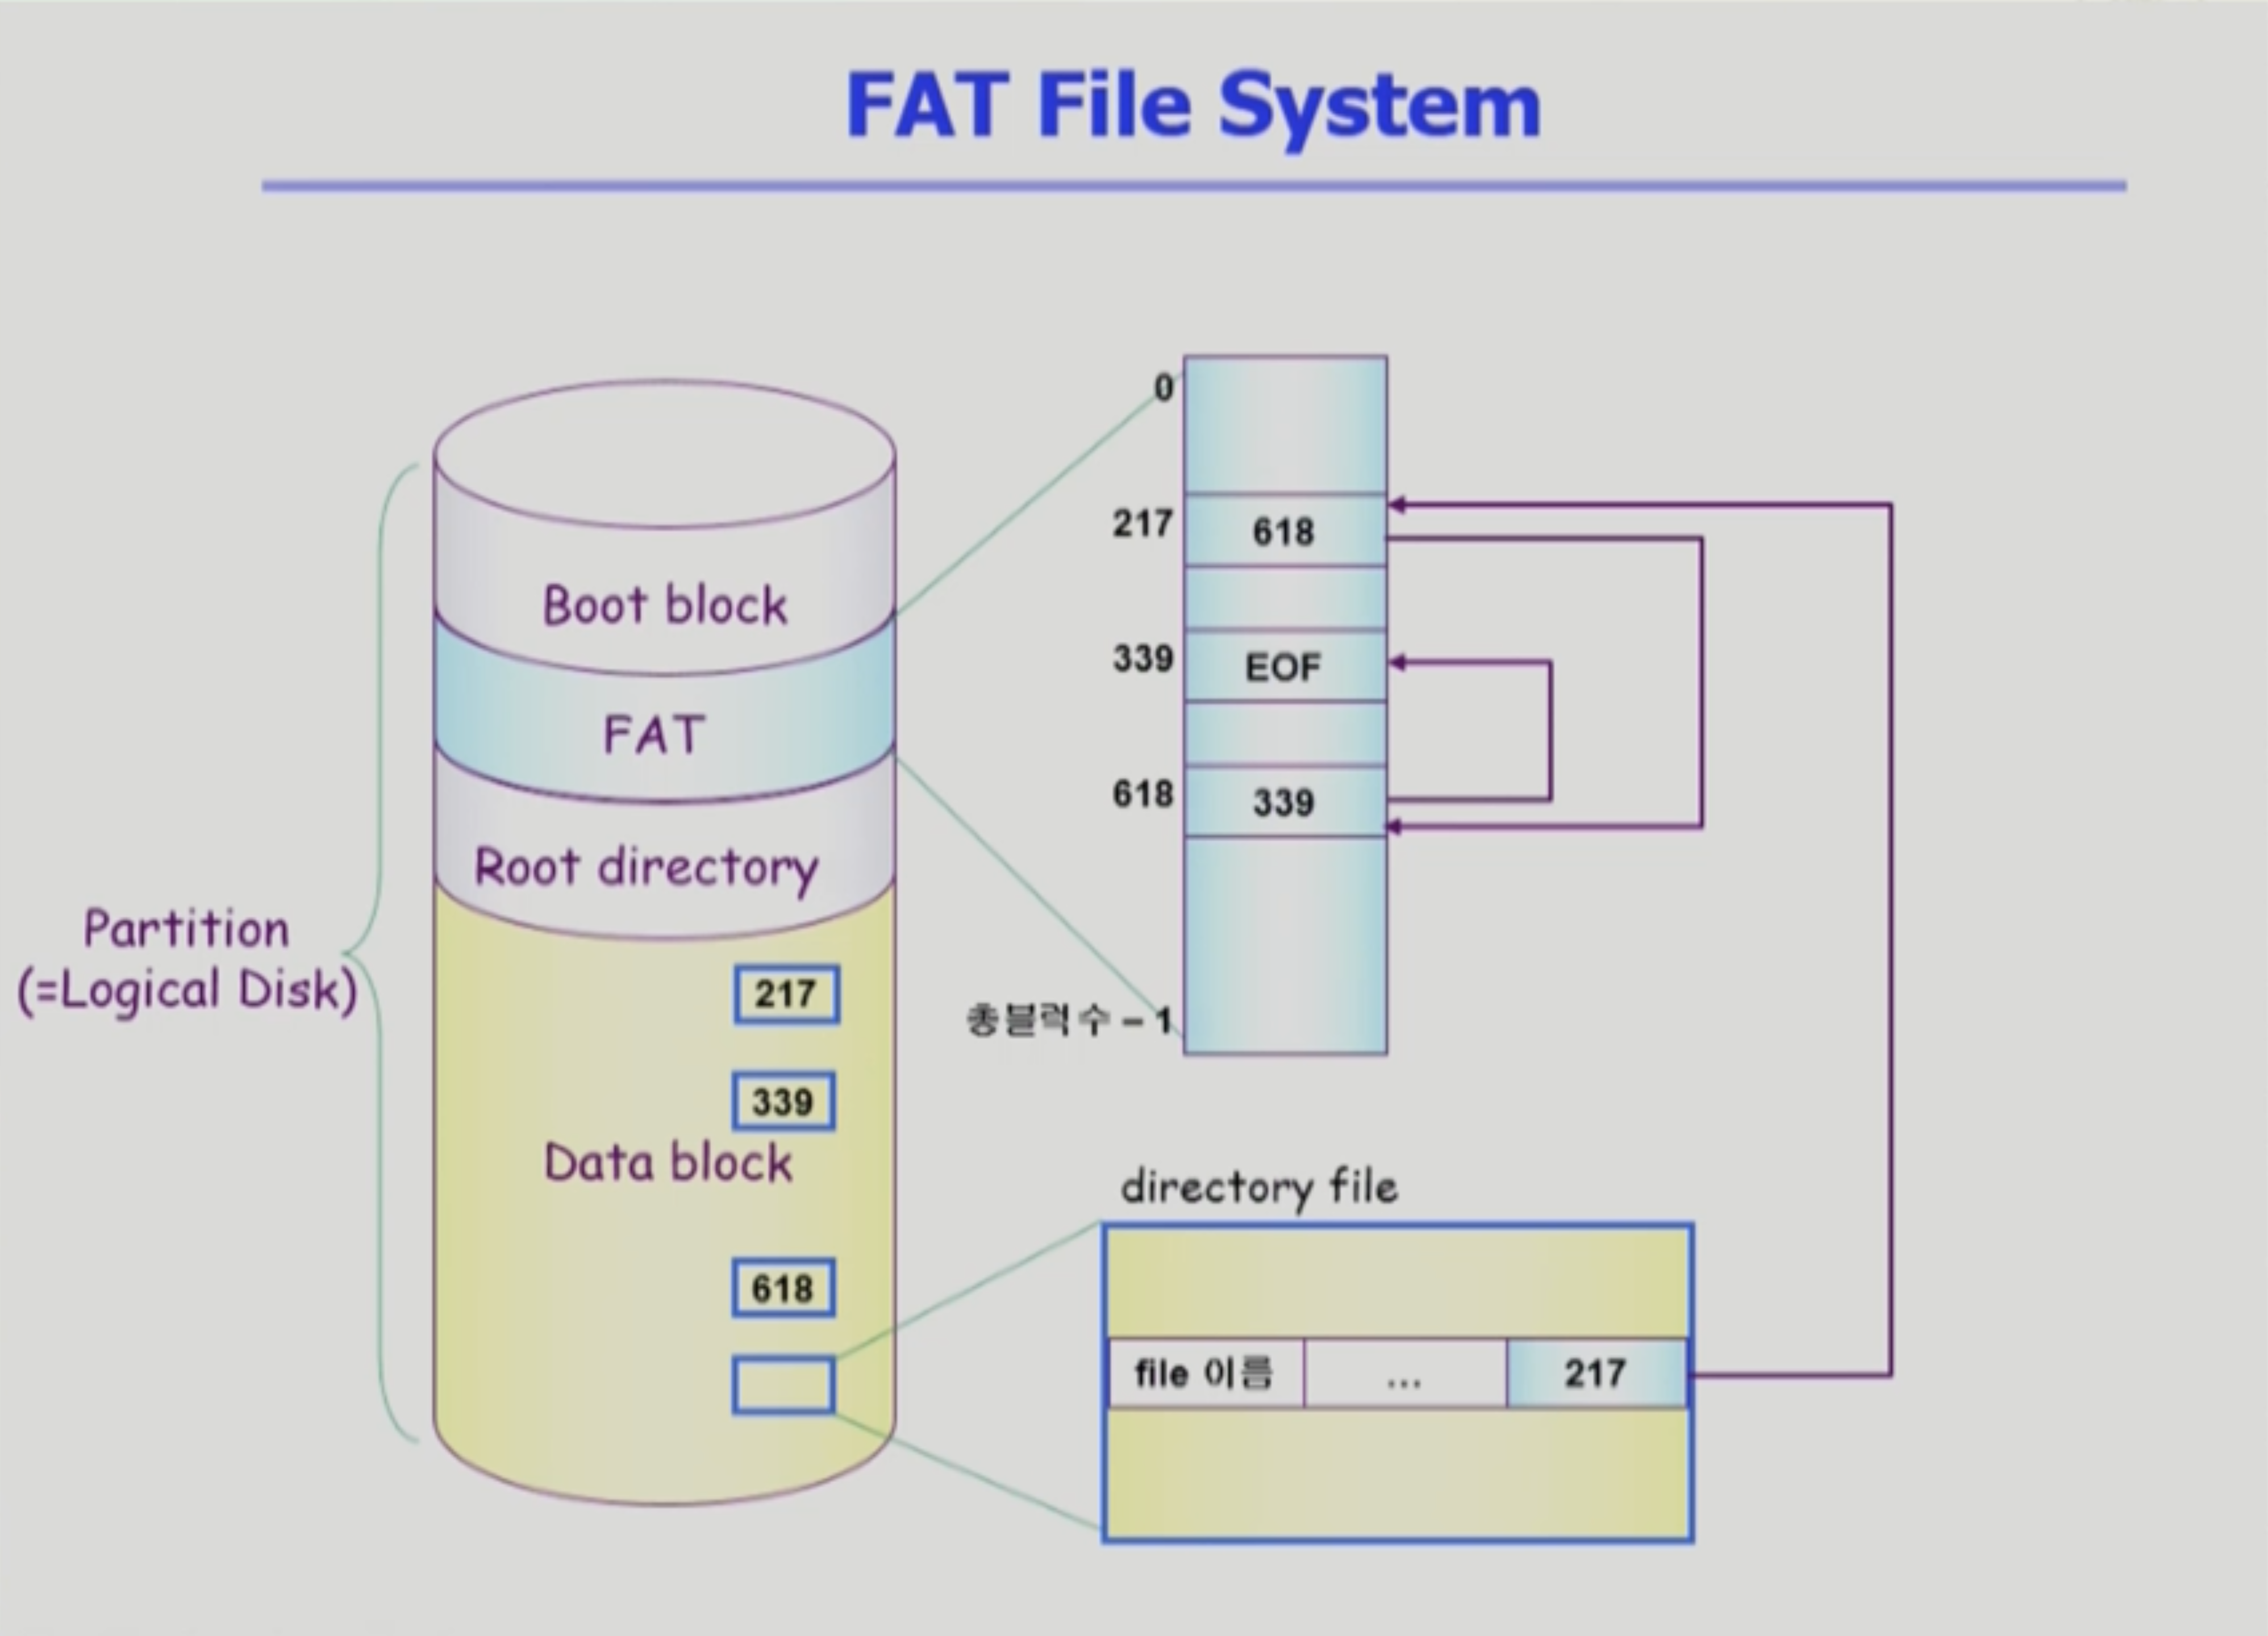 FAT File System
Boot block
FAT
Root directory
Partition
(=Logical Disk)
217
339
Data block
618
0
217 618
339 EOF
618 339
총블럭수 – 1
directory file
file 이름 ... 217